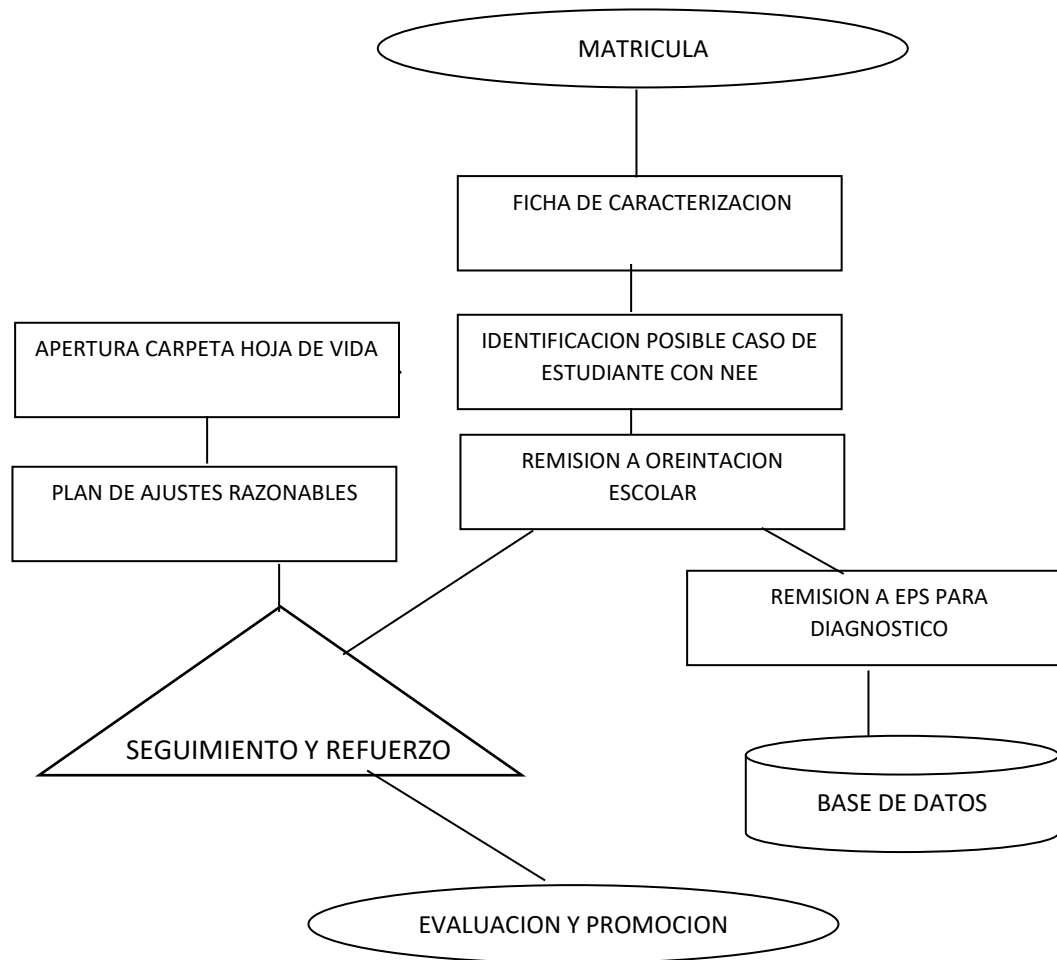 MATRICULA
FICHA DE CARACTERIZACION
APERTURA CARPETA HOJA DE VIDA
IDENTIFICACION POSIBLE CASO DE
ESTUDIANTE CON NEE
PLAN DE AJUSTES RAZONABLES
REMISION A OREINTACION
ESCOLAR
REMISION A EPS PARA
DIAGNOSTICO
SEGUIMIENTO Y REFUERZO
BASE DE DATOS
EVALUACION Y PROMOCION